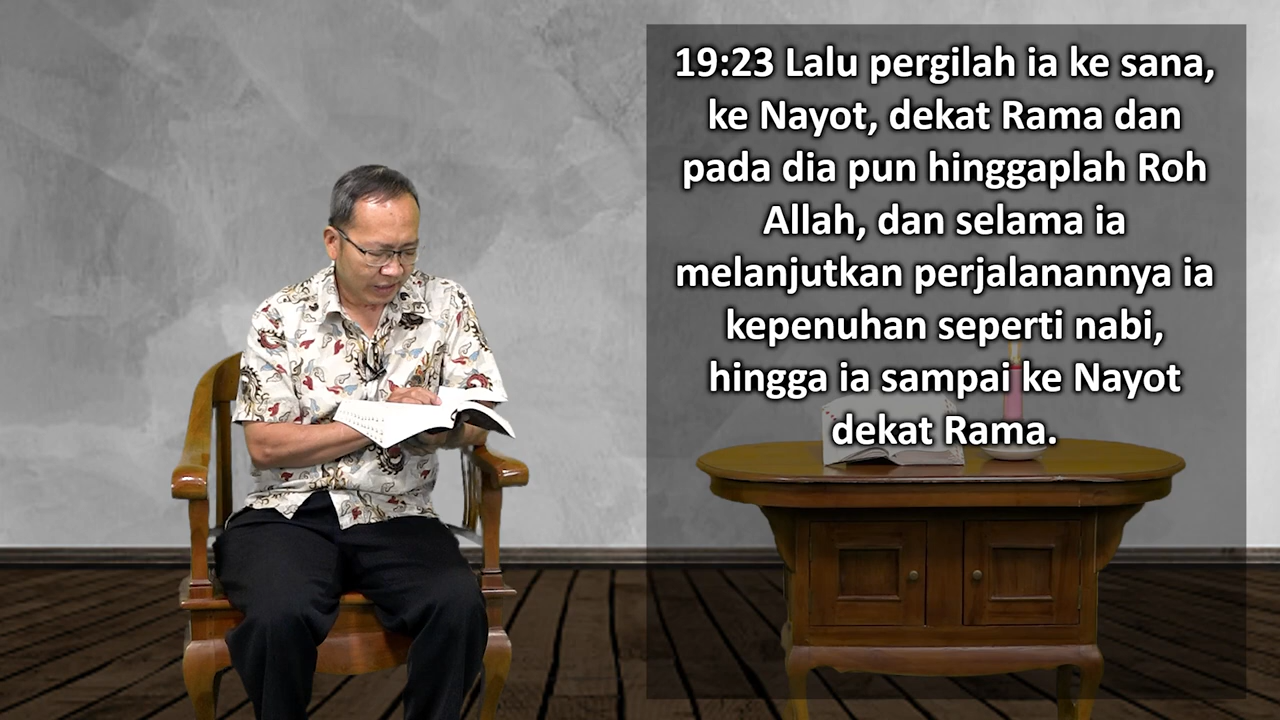 19:23 Lalu pergilah ia ke sana,
ke Nayot, dekat Rama dan
pada dia pun hinggaplah Roh
Allah, dan selama ia
melanjutkan perjalanannya ia
kepenuhan seperti nabi,
hingga ia sampai ke Nayot
dekat Rama.